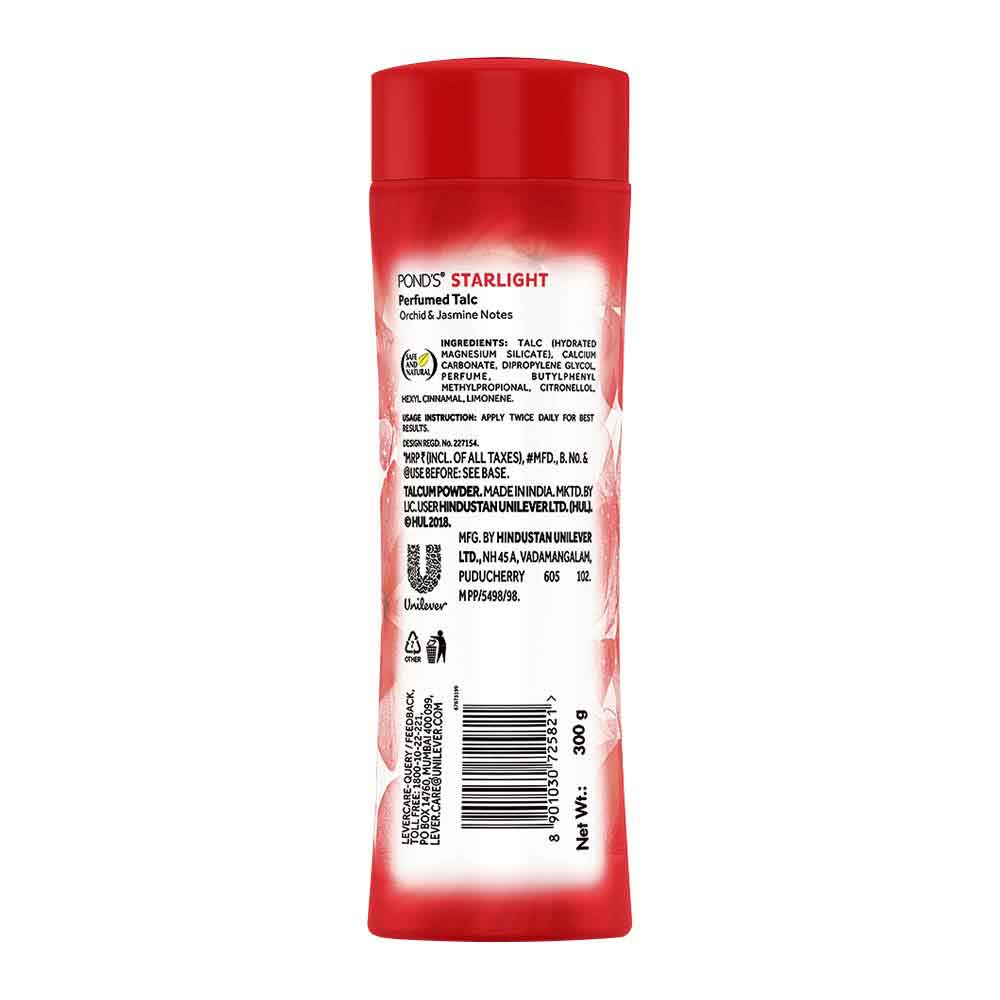 POND'S® STARLIGHT
Perfumed Talc
Orchid & Jasmine Notes
SAFE AND NATURAL
INGREDIENTS: TALC (HYDRATED
MAGNESIUM SILICATE), CALCIUM
CARBONATE, DIPROPYLENE GLYCOL,
PERFUME, BUTYLPHENYL
METHYLPROPIONAL, CITRONELLOL,
HEXYL CINNAMAL, LIMONENE.
USAGE INSTRUCTION: APPLY TWICE DAILY FOR BEST
RESULTS.
DESIGN REGD. No. 227154.
*MRP ₹ (INCL. OF ALL TAXES), #MFD., B. No. &
@USE BEFORE: SEE BASE.
TALCUM POWDER. MADE IN INDIA. MKTD. BY
LIC. USER HINDUSTAN UNILEVER LTD. (HUL).
©HUL 2018.
MFG. BY HINDUSTAN UNILEVER
LTD., NH 45 A, VADAMANGALAM,
PUDUCHERRY 605 102.
M PP/5498/98.
Unilever
2
OTHER
LEVERCARE-QUERY / FEEDBACK,
TOLL FREE: 1800-10-22-221,
PO BOX 14760, MUMBAI 400 099,
LEVER.CARE@UNILEVER.COM
67973199
8 901030 725821 >
Net Wt.: 300 g